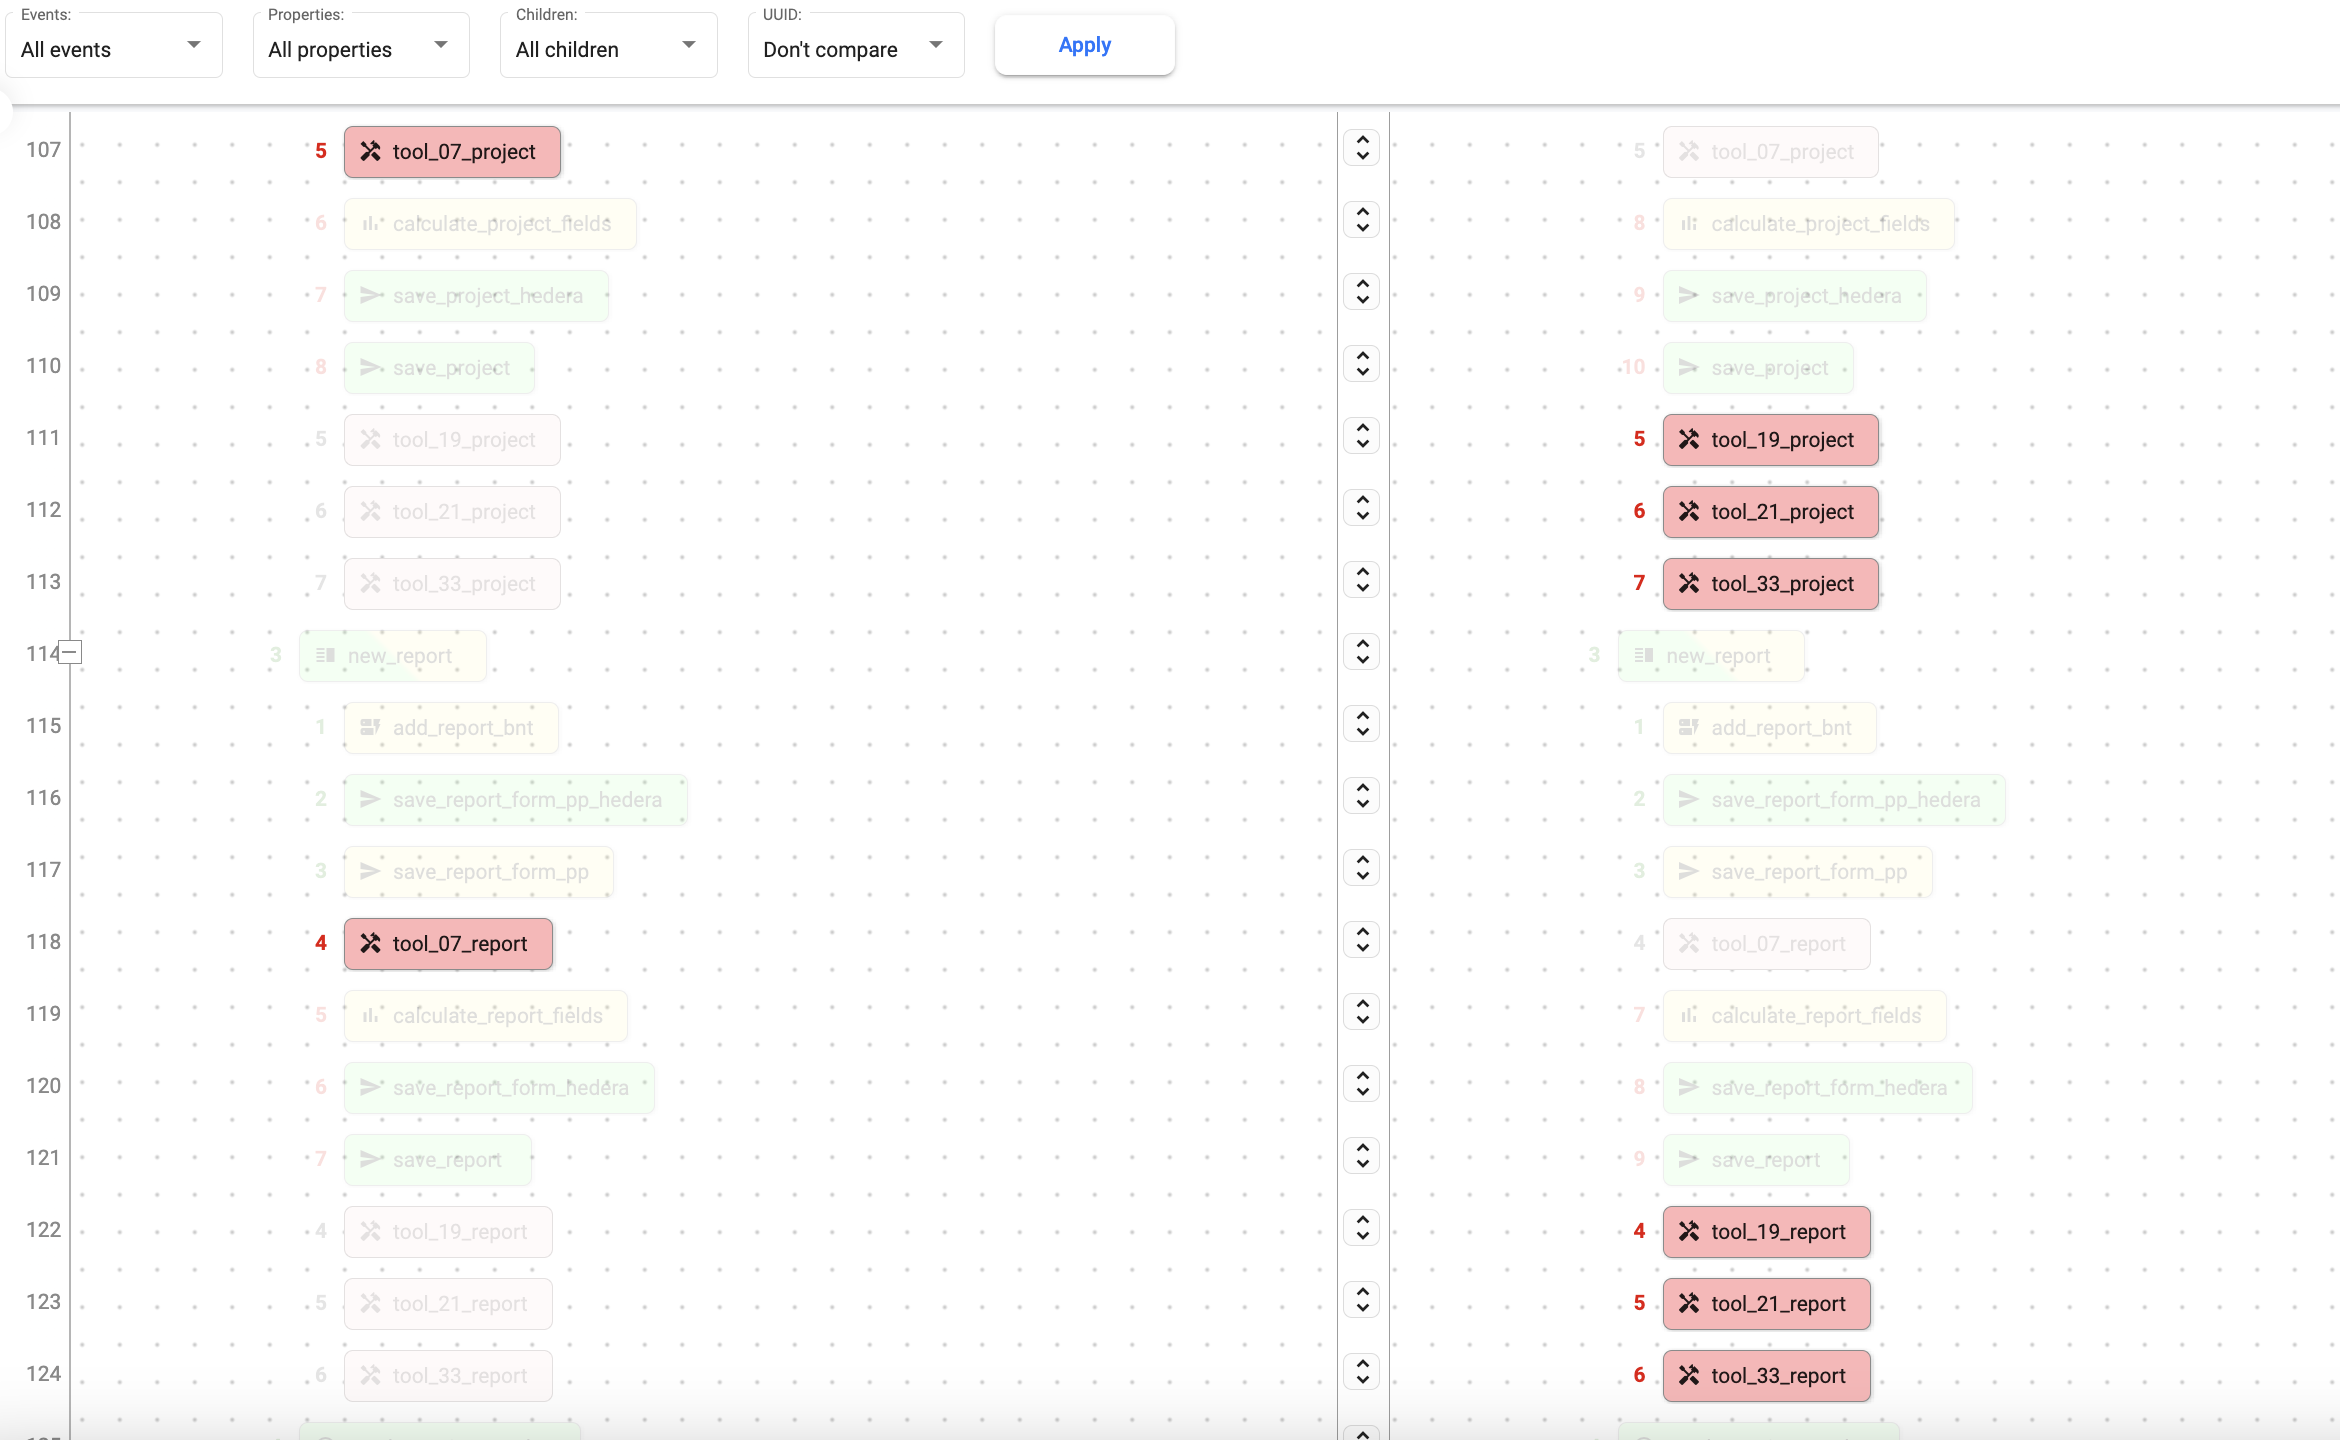 Events: Properties: Children: UUID:
All events All properties All children Don't compare Apply
107 5 tool_07_project 5 tool_07_project
108 6 calculate_project_fields 8 calculate_project_fields
109 7 save_project_hedera 9 save_project_hedera
110 8 save_project 10 save_project
111 5 tool_19_project 5 tool_19_project
112 6 tool_21_project 6 tool_21_project
113 7 tool_33_project 7 tool_33_project
114 3 new_report 3 new_report
115 1 add_report_bnt 1 add_report_bnt
116 2 save_report_form_pp_hedera 2 save_report_form_pp_hedera
117 3 save_report_form_pp 3 save_report_form_pp
118 4 tool_07_report 4 tool_07_report
119 5 calculate_report_fields 7 calculate_report_fields
120 6 save_report_form_hedera 8 save_report_form_hedera
121 7 save_report 9 save_report
122 4 tool_19_report 4 tool_19_report
123 5 tool_21_report 5 tool_21_report
124 6 tool_33_report 6 tool_33_report